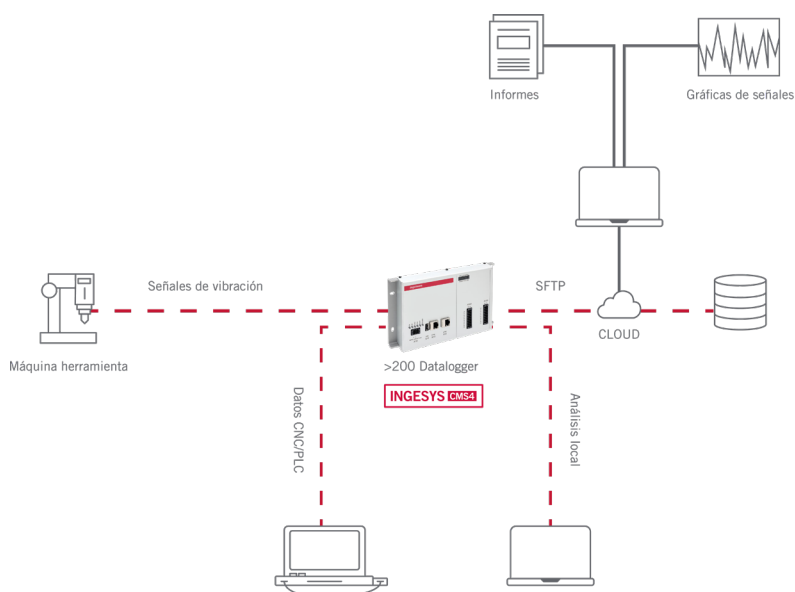 Informes
Gráficas de señales
Señales de vibración
SFTP
CLOUD
Máquina herramienta
>200 Datalogger
INGESYS CMS4
Datos CNC/PLC
Análisis local